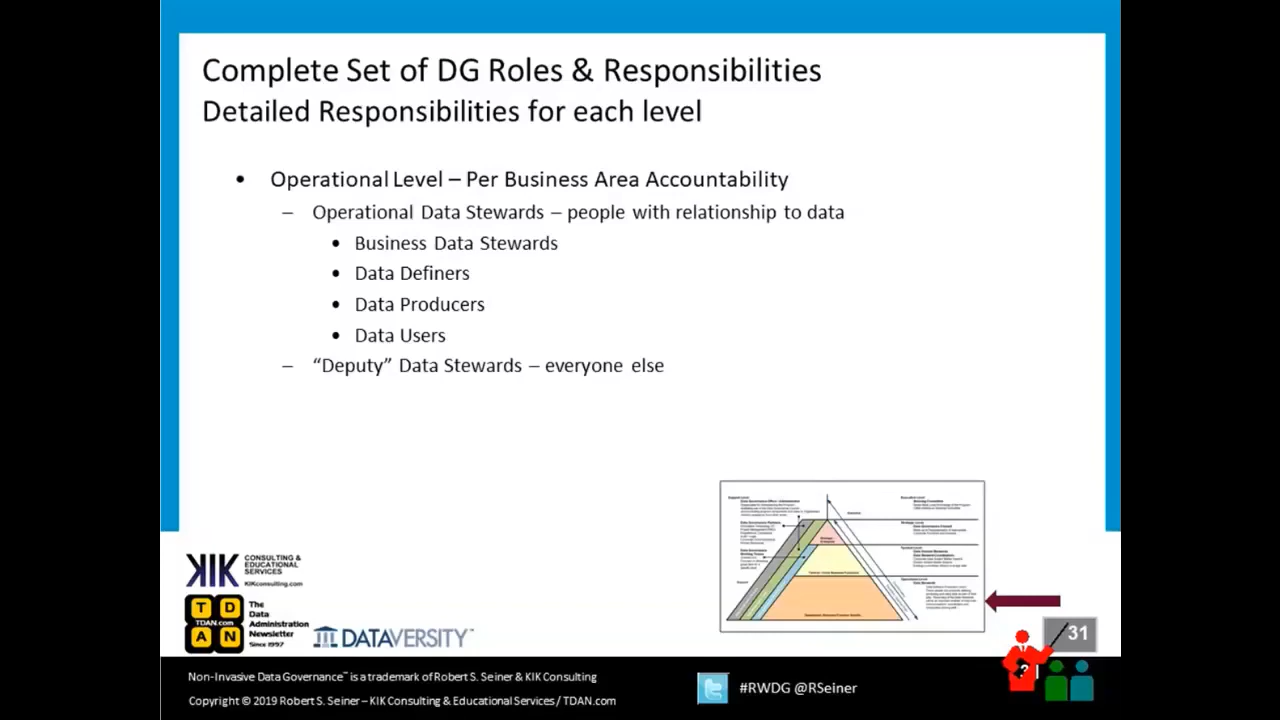 Complete Set of DG Roles & Responsibilities
Detailed Responsibilities for each level
• Operational Level – Per Business Area Accountability
– Operational Data Stewards – people with relationship to data
• Business Data Stewards
• Data Definers
• Data Producers
• Data Users
– “Deputy” Data Stewards – everyone else
KIK CONSULTING & EDUCATIONAL SERVICES
KIKconsulting.com
TDAN.com
The Data Administration Newsletter
Since 1997
DATAVERSITY™
31
Non-Invasive Data Governance™ is a trademark of Robert S. Seiner & KIK Consulting
Copyright © 2019 Robert S. Seiner – KIK Consulting & Educational Services / TDAN.com
#RWDG @RSeiner